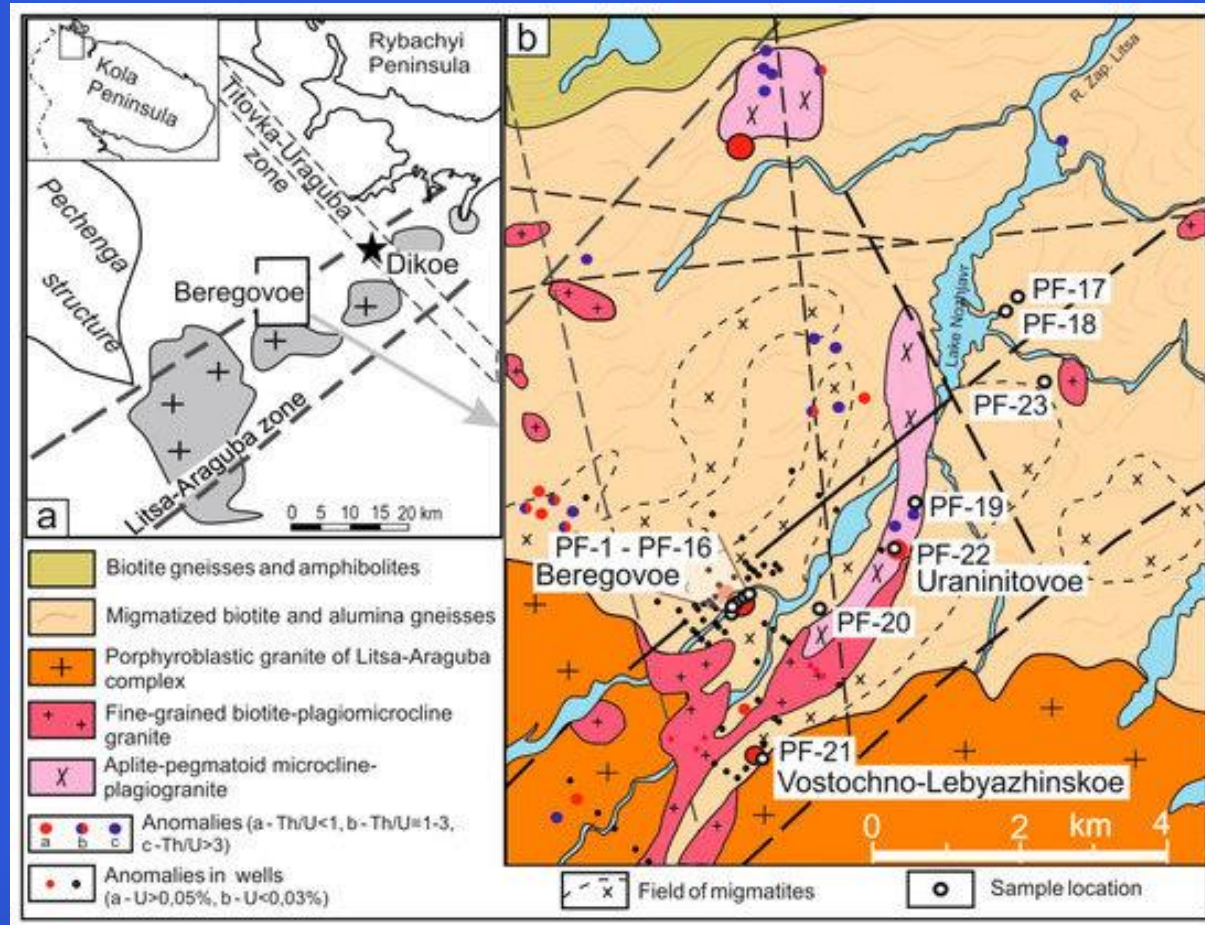 Kola
Peninsula
Rybachyi
Peninsula
Titovka-Uraguba
zone
Pechenga
structure
Dikoe
Beregovoe
Litsa-Araguba zone
0 5 10 15 20 km
a
b
R. Zap. Litsa
PF-17
PF-18
PF-23
PF-19
PF-1 - PF-16
Beregovoe
PF-22
Uraninitovoe
PF-20
PF-21
Vostochno-Lebyazhinskoe
0 2 km 4
Biotite gneisses and amphibolites
Migmatized biotite and alumina gneisses
Porphyroblastic granite of Litsa-Araguba
complex
Fine-grained biotite-plagiomicrocline
granite
Aplite-pegmatoid microcline-
plagiogranite
a b c
Anomalies (a - Th/U<1, b - Th/U=1-3,
c -Th/U>3)
Anomalies in wells
(a - U>0,05%, b - U<0,03%)
Field of migmatites
Sample location
Lake